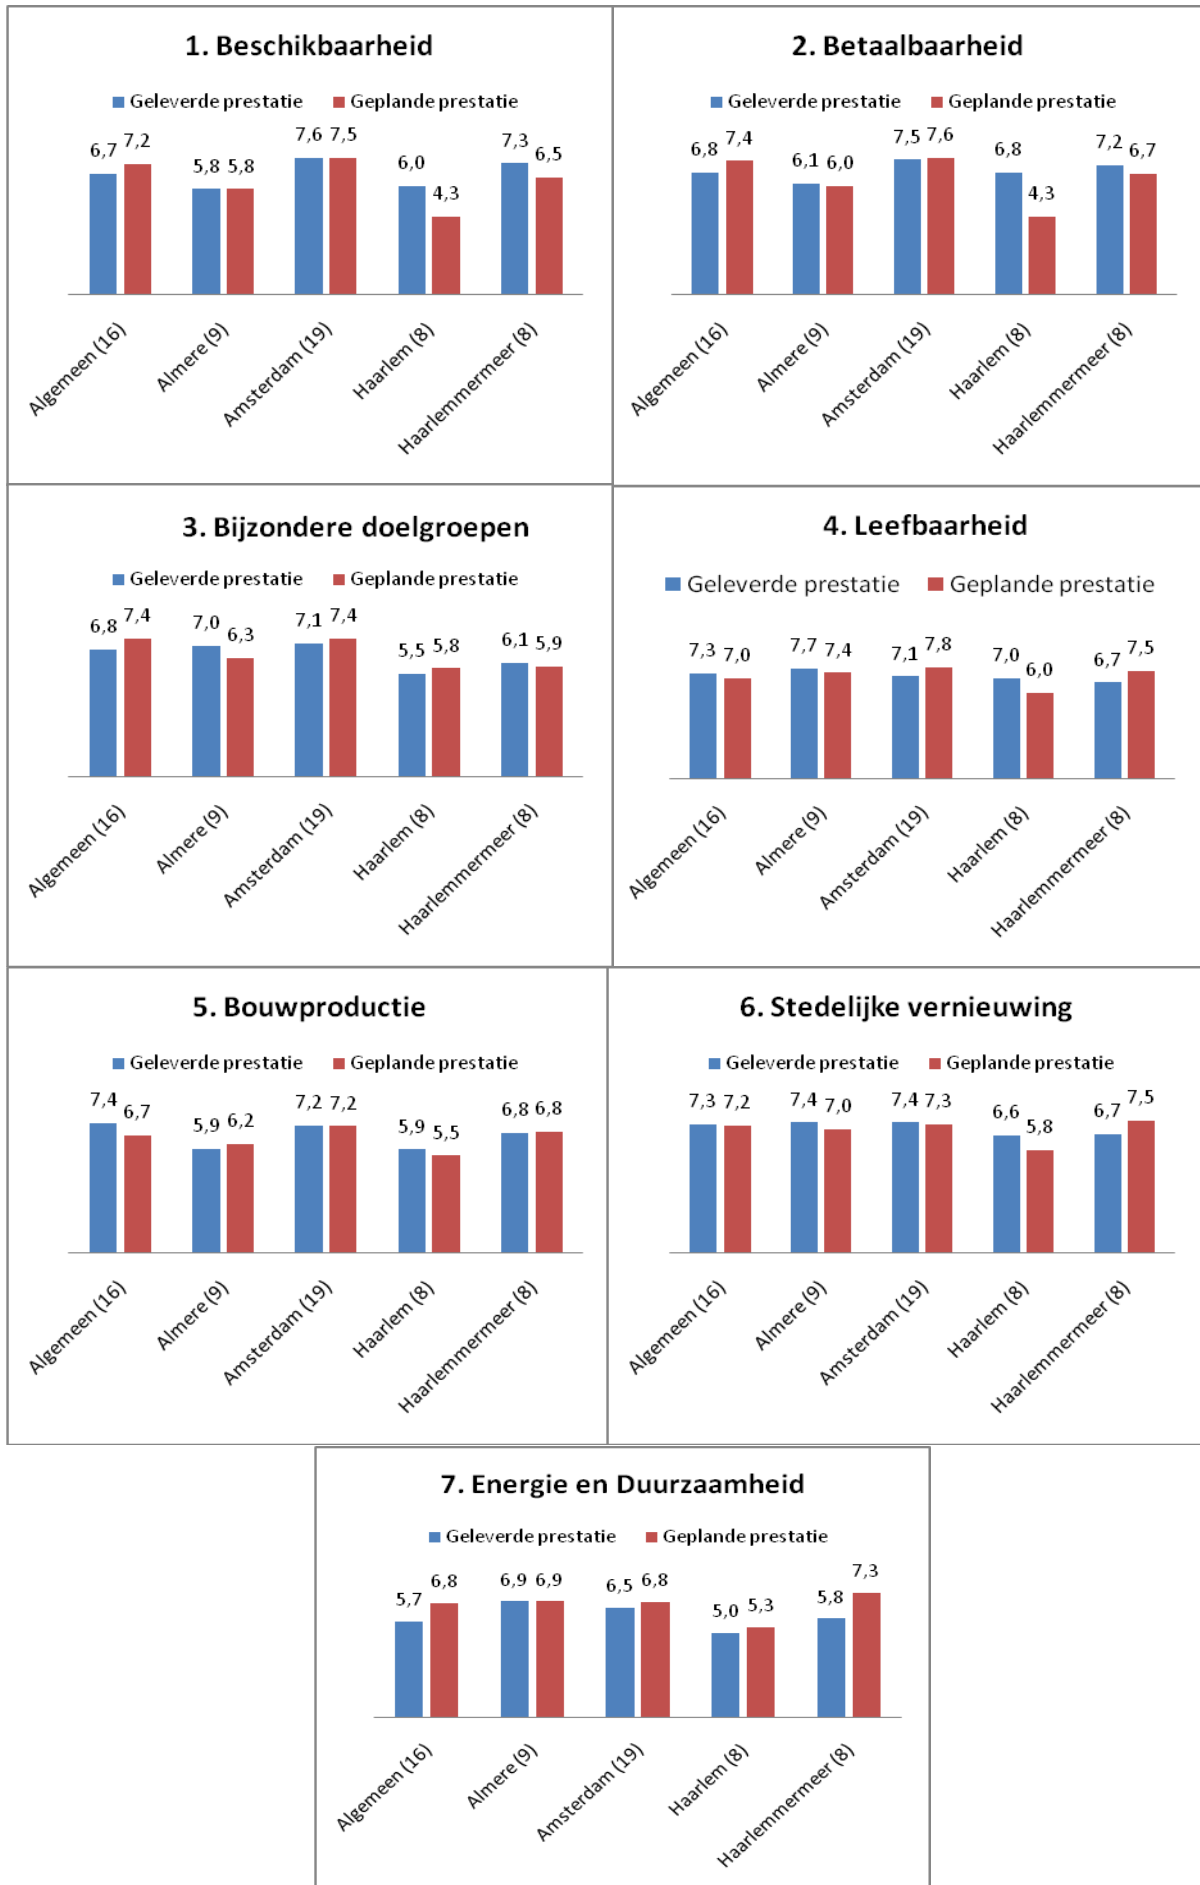 1. Beschikbaarheid
Geleverde prestatie Geplande prestatie
6,7 7,2 5,8 5,8 7,6 7,5 6,0 4,3 7,3 6,5
Algemeen (16) Almere (9) Amsterdam (19) Haarlem (8) Haarlemmermeer (8)
2. Betaalbaarheid
Geleverde prestatie Geplande prestatie
6,8 7,4 6,1 6,0 7,5 7,6 6,8 4,3 7,2 6,7
Algemeen (16) Almere (9) Amsterdam (19) Haarlem (8) Haarlemmermeer (8)
3. Bijzondere doelgroepen
Geleverde prestatie Geplande prestatie
6,8 7,4 7,0 6,3 7,1 7,4 5,5 5,8 6,1 5,9
Algemeen (16) Almere (9) Amsterdam (19) Haarlem (8) Haarlemmermeer (8)
4. Leefbaarheid
Geleverde prestatie Geplande prestatie
7,3 7,0 7,7 7,4 7,1 7,8 7,0 6,0 6,7 7,5
Algemeen (16) Almere (9) Amsterdam (19) Haarlem (8) Haarlemmermeer (8)
5. Bouwproductie
Geleverde prestatie Geplande prestatie
7,4 6,7 5,9 6,2 7,2 7,2 5,9 5,5 6,8 6,8
Algemeen (16) Almere (9) Amsterdam (19) Haarlem (8) Haarlemmermeer (8)
6. Stedelijke vernieuwing
Geleverde prestatie Geplande prestatie
7,3 7,2 7,4 7,0 7,4 7,3 6,6 5,8 6,7 7,5
Algemeen (16) Almere (9) Amsterdam (19) Haarlem (8) Haarlemmermeer (8)
7. Energie en Duurzaamheid
Geleverde prestatie Geplande prestatie
5,7 6,8 6,9 6,9 6,5 6,8 5,0 5,3 5,8 7,3
Algemeen (16) Almere (9) Amsterdam (19) Haarlem (8) Haarlemmermeer (8)